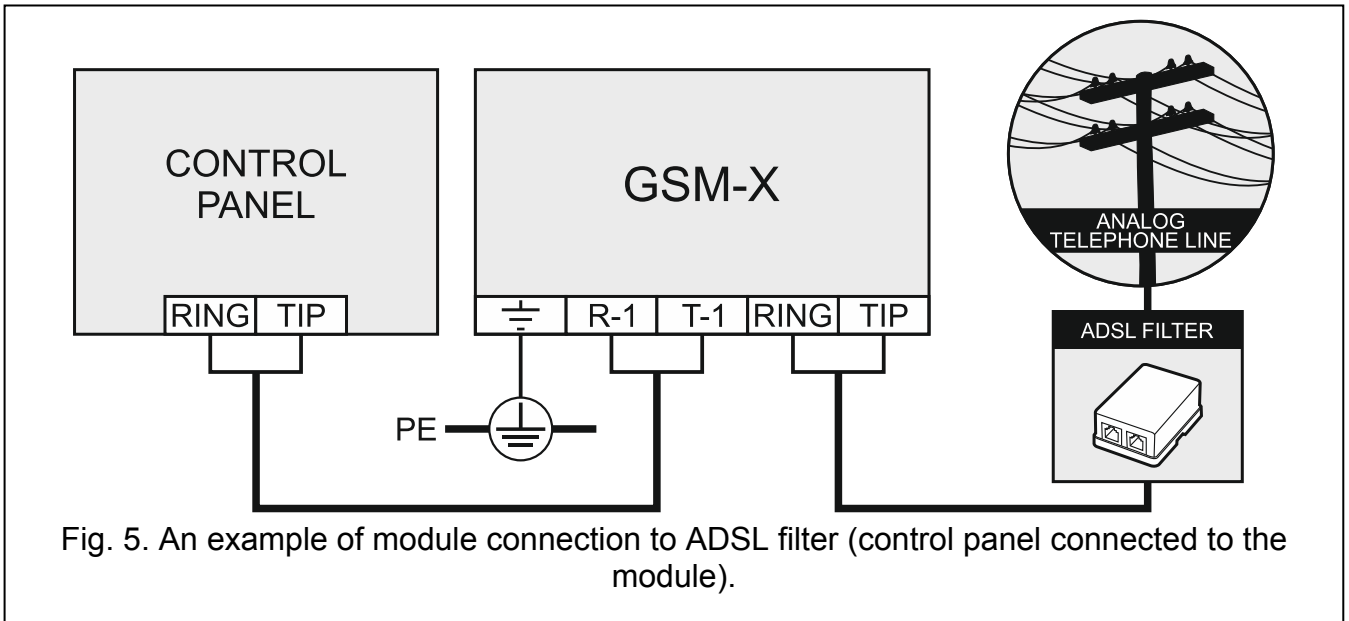 CONTROL
PANEL
GSM-X
ANALOG
TELEPHONE LINE
RING TIP
R-1 T-1 RING TIP
ADSL FILTER
PE
Fig. 5. An example of module connection to ADSL filter (control panel connected to the
module).